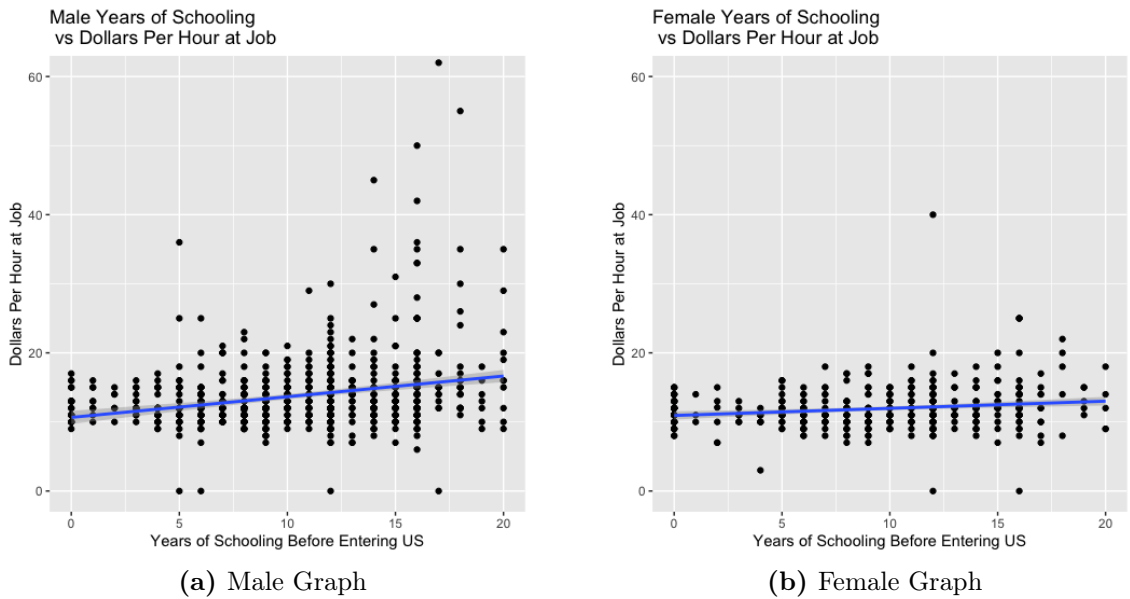 Male Years of Schooling
vs Dollars Per Hour at Job
60
40
20
0
Dollars Per Hour at Job
0 5 10 15 20
Years of Schooling Before Entering US
(a) Male Graph
Female Years of Schooling
vs Dollars Per Hour at Job
60
40
20
0
Dollars Per Hour at Job
0 5 10 15 20
Years of Schooling Before Entering US
(b) Female Graph